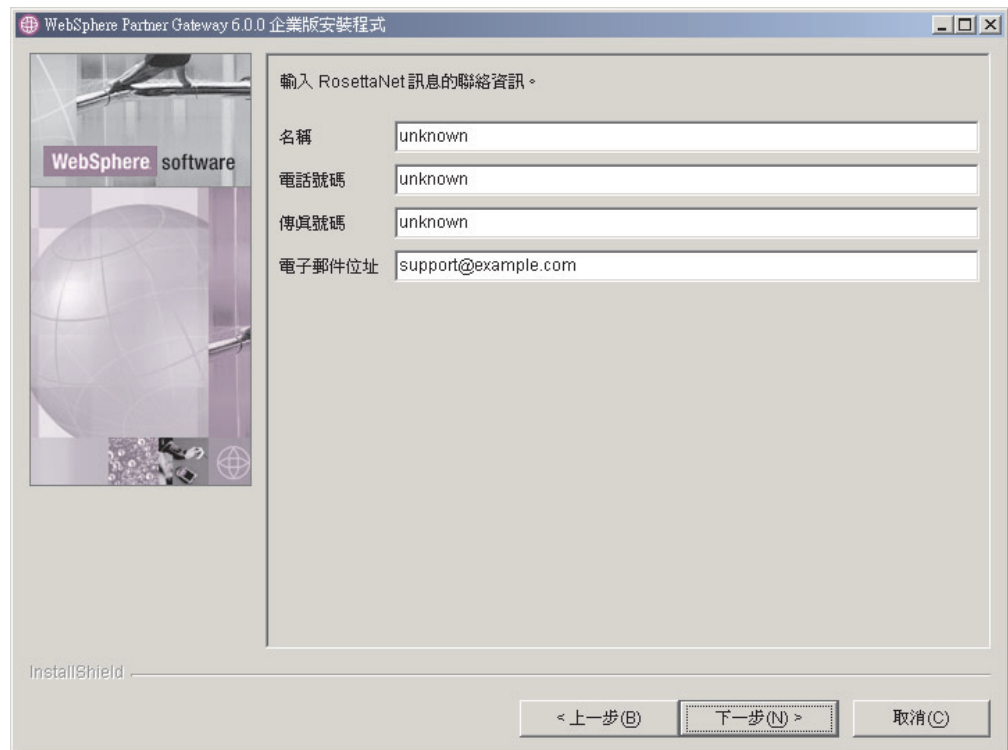 WebSphere Partner Gateway 6.0.0 企業版安裝程式
WebSphere software
輸入 RosettaNet 訊息的聯絡資訊。
名稱 unknown
電話號碼 unknown
傳真號碼 unknown
電子郵件位址 support@example.com
InstallShield
<上一步(B) 下一步(N)> 取消(C)